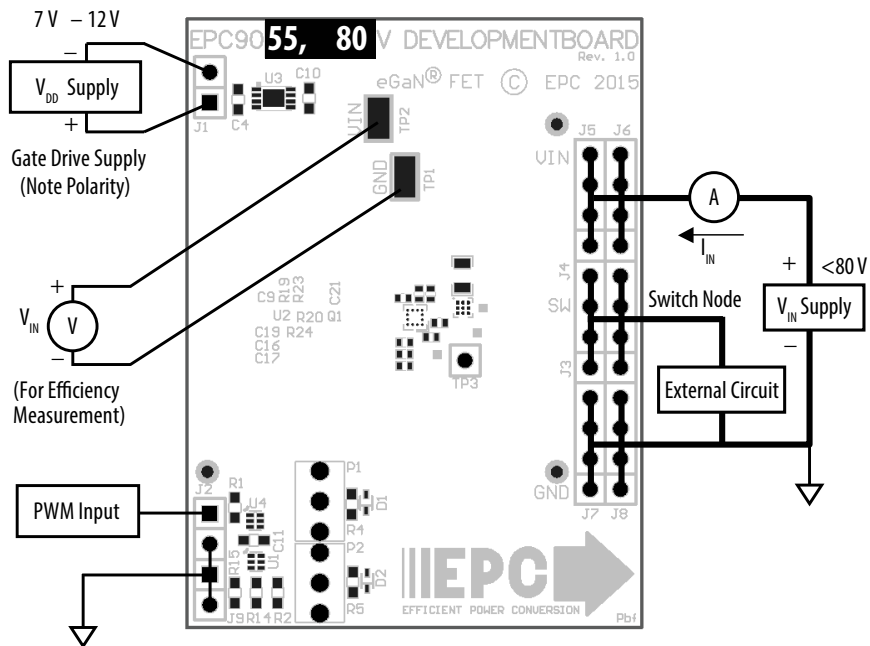 7 V – 12 V
–
V_DD Supply
+
Gate Drive Supply
(Note Polarity)
EPC9055, 80 V DEVELOPMENTBOARD
Rev. 1.0
eGaN® FET © EPC 2015
U3
C10
C4
J1
VIN
TP2
GND
TP1
J5 J6
VIN
A
I_IN
+
<80 V
V_IN Supply
–
J4
SW
Switch Node
J3
External Circuit
+
V_IN
V
–
(For Efficiency
Measurement)
C9
R19
R23
C21
U2 R20 Q1
C19 R24
C16
C17
TP3
GND
J7 J8
PWM Input
J2
R1
U4
C11
R15
U1
J9 R14 R2
P1
D1
R4
P2
D2
R5
EPC
EFFICIENT POWER CONVERSION
Pbf